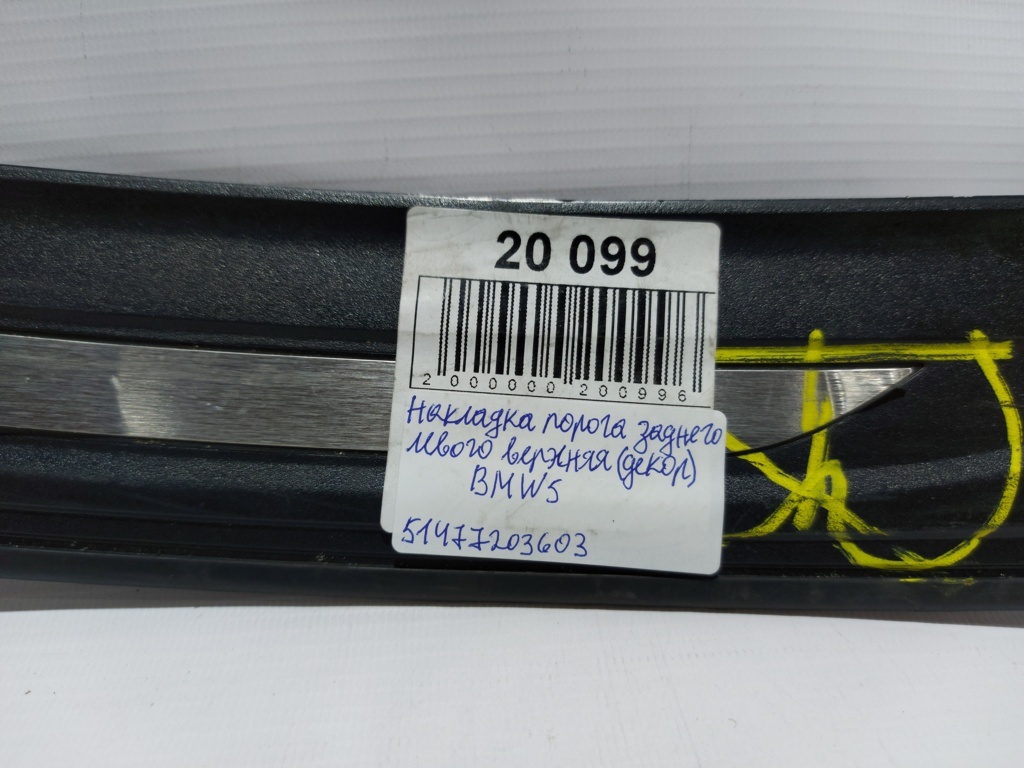 20 099
2 000000 200996
Накладка порога заднего
левого верхняя (декор)
BMW5
51477203603